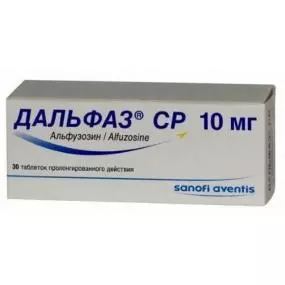 ДАЛЬФАЗ® СР 10 мг
Альфузозин / Alfuzosine
30 таблеток пролонгированного действия
sanofi aventis